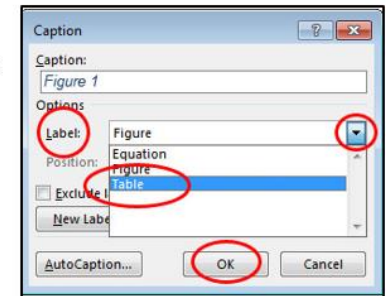 Caption
Caption:
Figure 1
Options
Label: Figure
Position: Equation
Figure
Exclude Table
New Labe
AutoCaption... OK Cancel